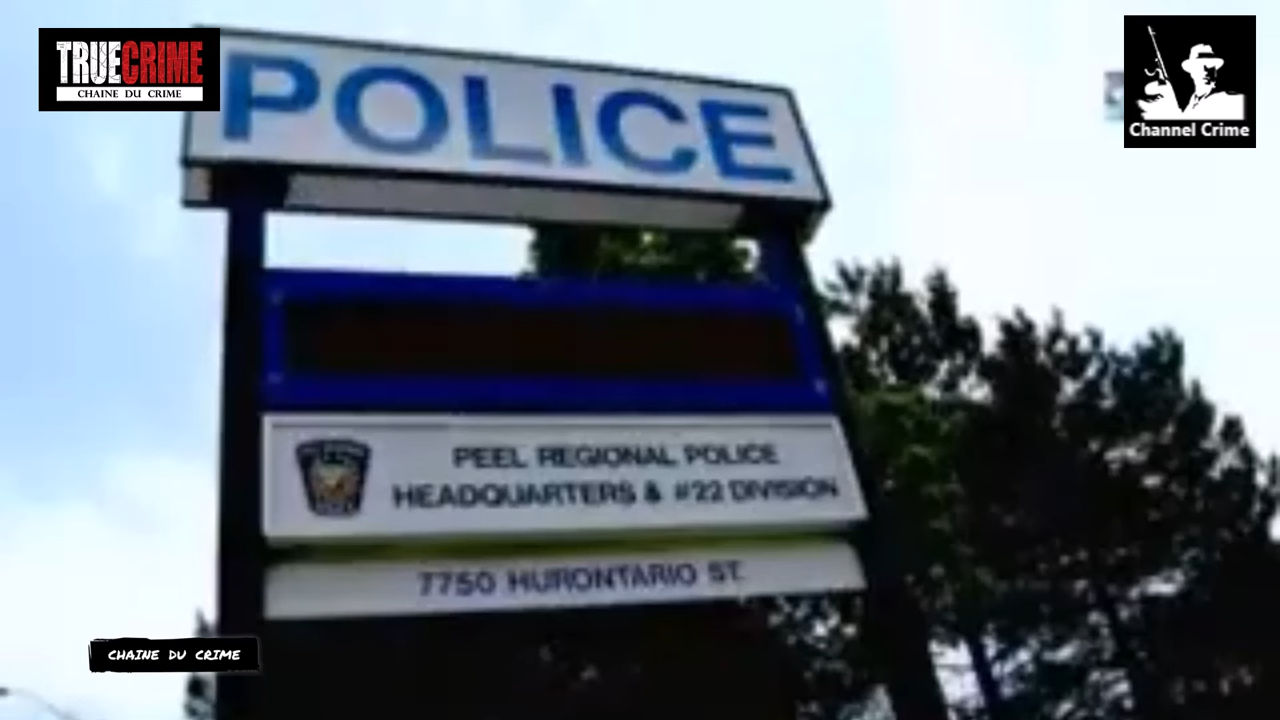 TRUECRIME
CHAINE DU CRIME
POLICE
Channel Crime
PEEL REGIONAL POLICE
HEADQUARTERS & #22 DIVISION
7750 HURONTARIO ST.
CHAINE DU CRIME